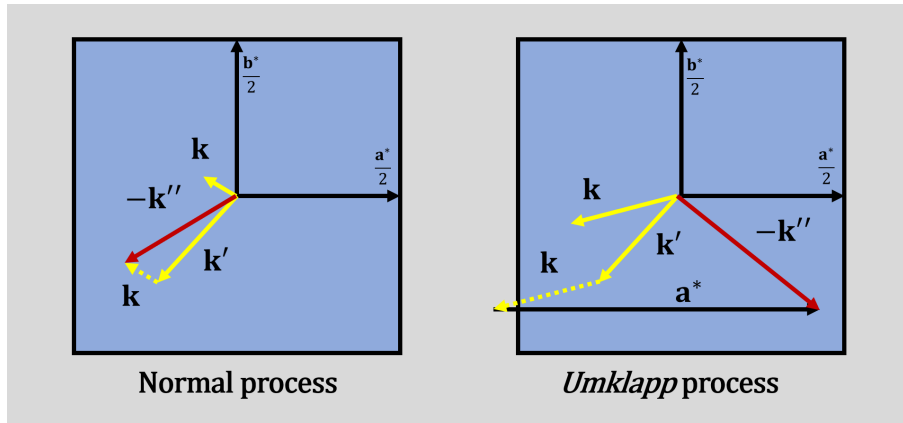 b*
2
a*
2
k
−k′′
k′
k
Normal process
b*
2
a*
2
k
−k′′
k′
k
a*
Umklapp process